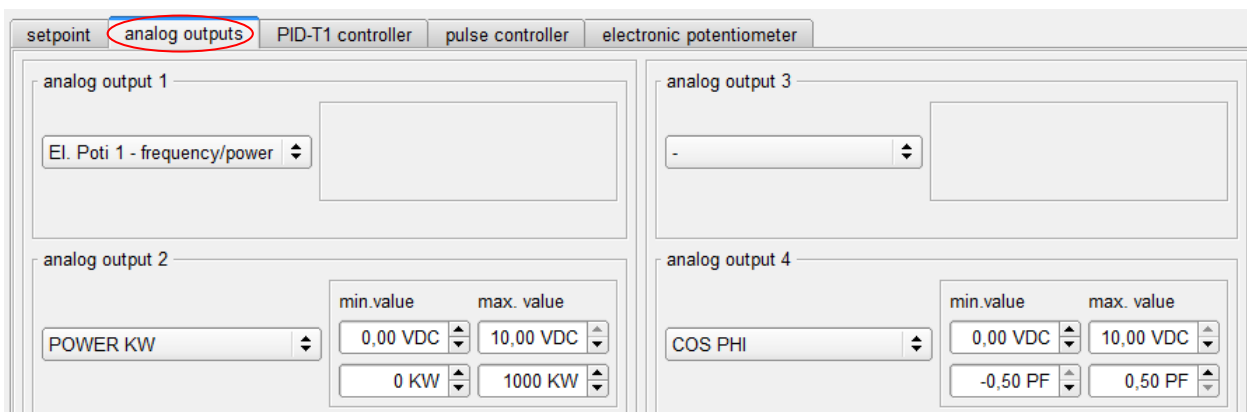 setpoint analog outputs PID-T1 controller pulse controller electronic potentiometer
analog output 1
El. Poti 1 - frequency/power
analog output 3
-
analog output 2
min.value max. value
POWER KW 0,00 VDC 10,00 VDC
0 KW 1000 KW
analog output 4
min.value max. value
COS PHI 0,00 VDC 10,00 VDC
-0,50 PF 0,50 PF